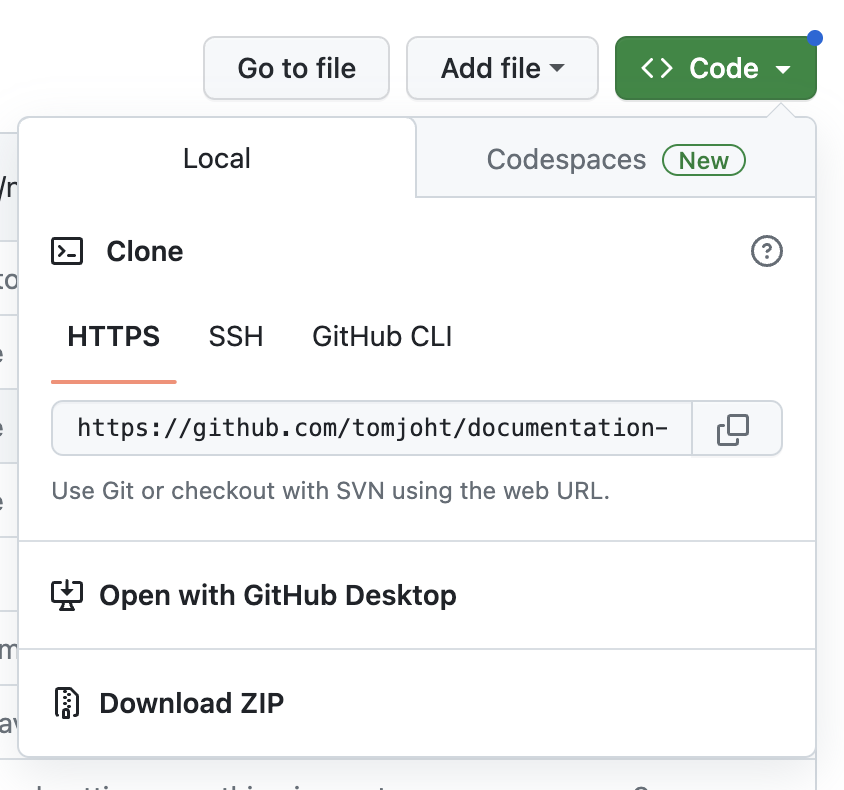 Go to file
Add file
Code
Local
Codespaces New
Clone
HTTPS SSH GitHub CLI
https://github.com/tomjoht/documentation-
Use Git or checkout with SVN using the web URL.
Open with GitHub Desktop
Download ZIP